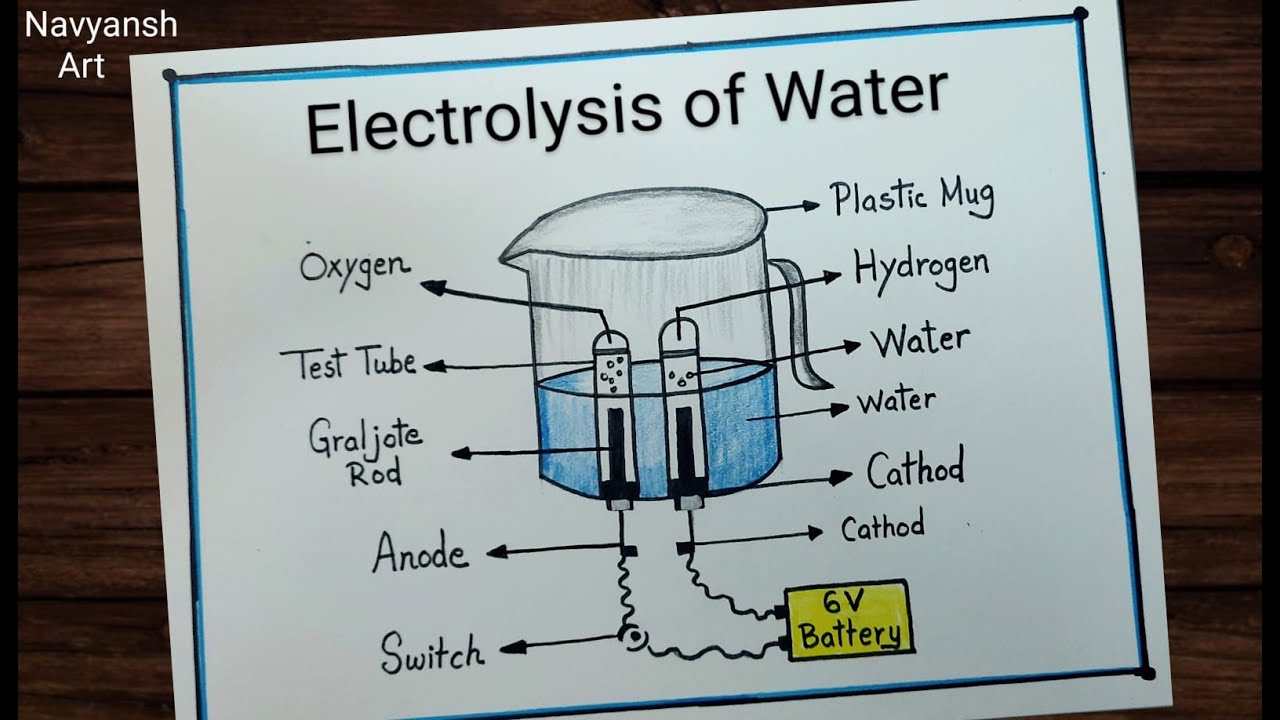 Navyansh
Art
Electrolysis of Water
Plastic Mug
Oxygen
Hydrogen
Test Tube
Water
Graljote
Rod
Water
Cathod
Anode
Cathod
Switch
6V
Battery